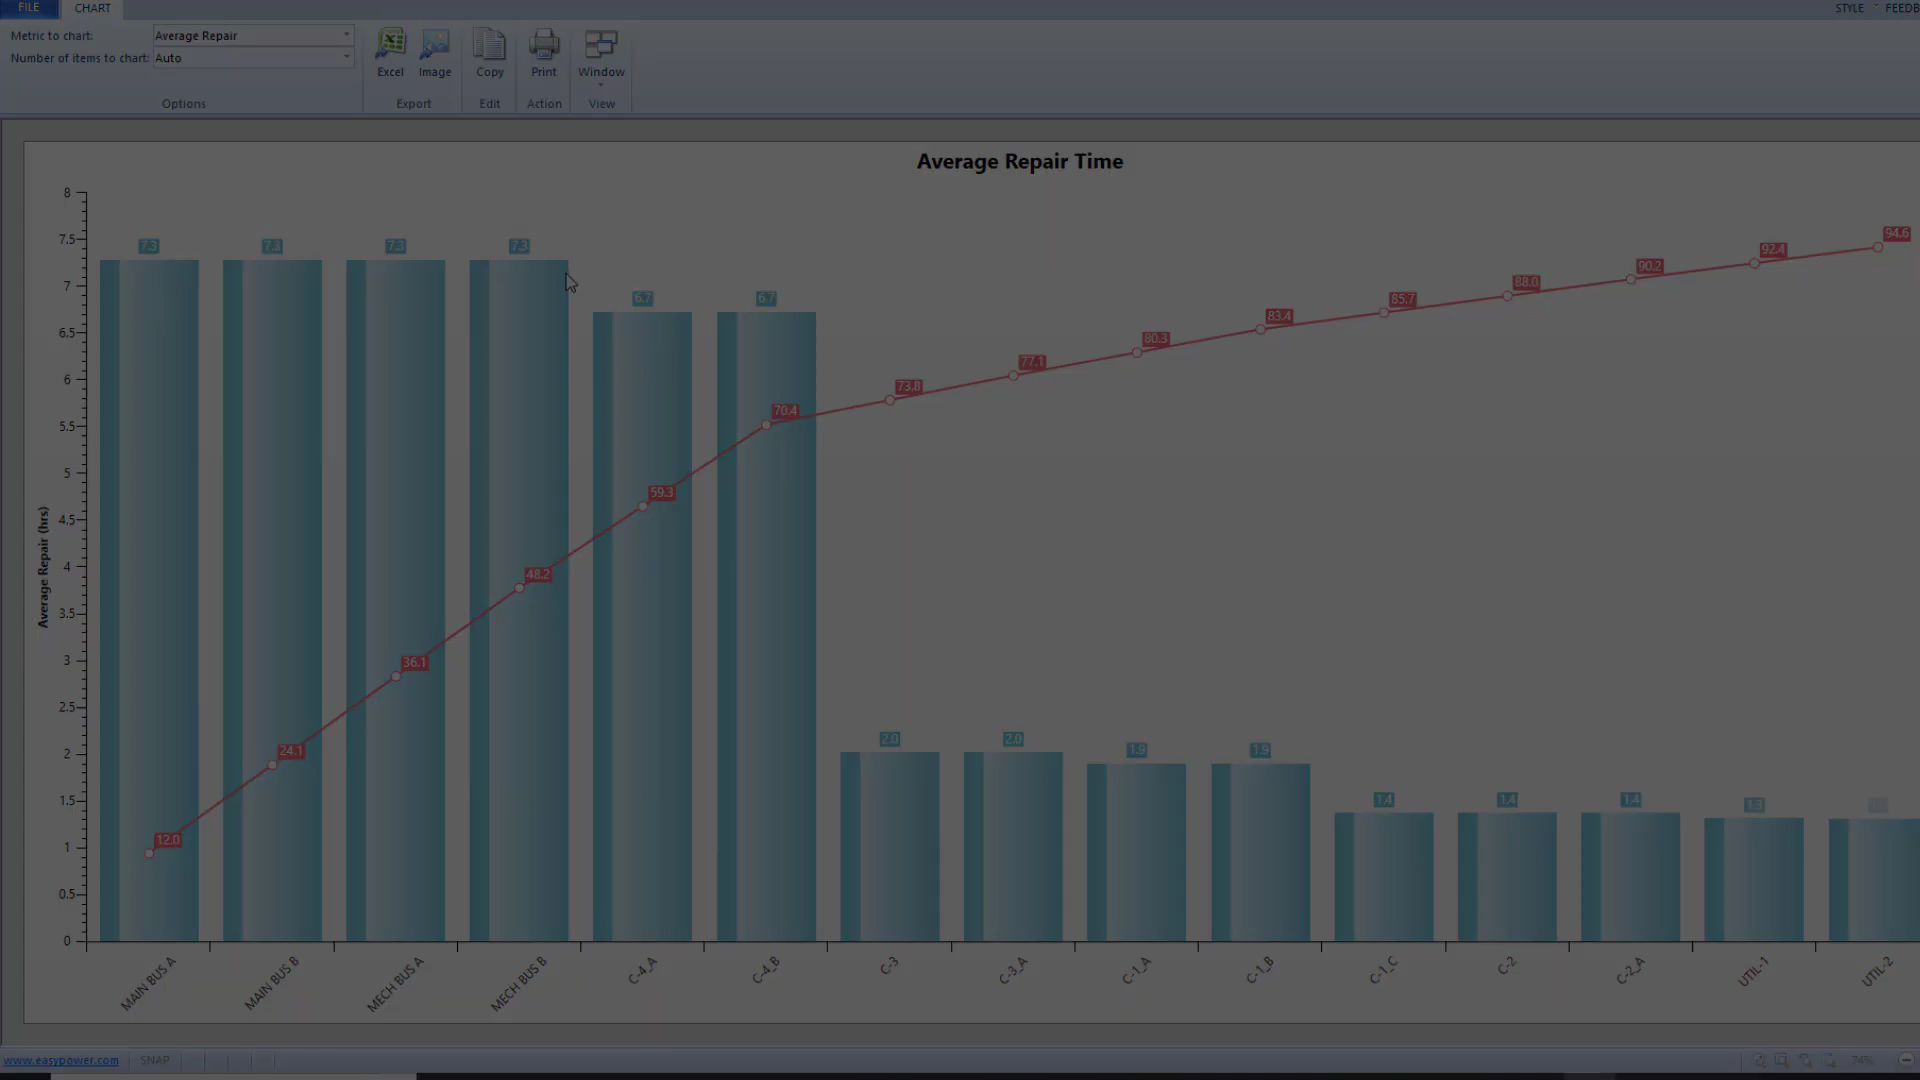 FILE CHART STYLE FEEDB
Metric to chart: Average Repair
Number of items to chart: Auto
Excel Image Copy Print Window
Options Export Edit Action View
Average Repair Time
8
7.5
7
6.5
6
5.5
5
4.5
4
3.5
3
2.5
2
1.5
1
0.5
0
Average Repair (hrs)
7.3 7.3 7.3 7.3 6.7 6.7 2.0 2.0 1.9 1.9 1.4 1.4 1.4 1.3
12.0 24.1 36.1 48.2 59.3 70.4 73.8 77.1 80.3 83.4 85.7 88.0 90.2 92.4 94.6
MAIN BUS A MAIN BUS B MECH BUS A MECH BUS B C-4_A C-4_B C-3 C-3_A C-1_A C-1_B C-1_C C-2 C-2_A UTIL-1 UTIL-2
www.easypower.com SNAP 74%